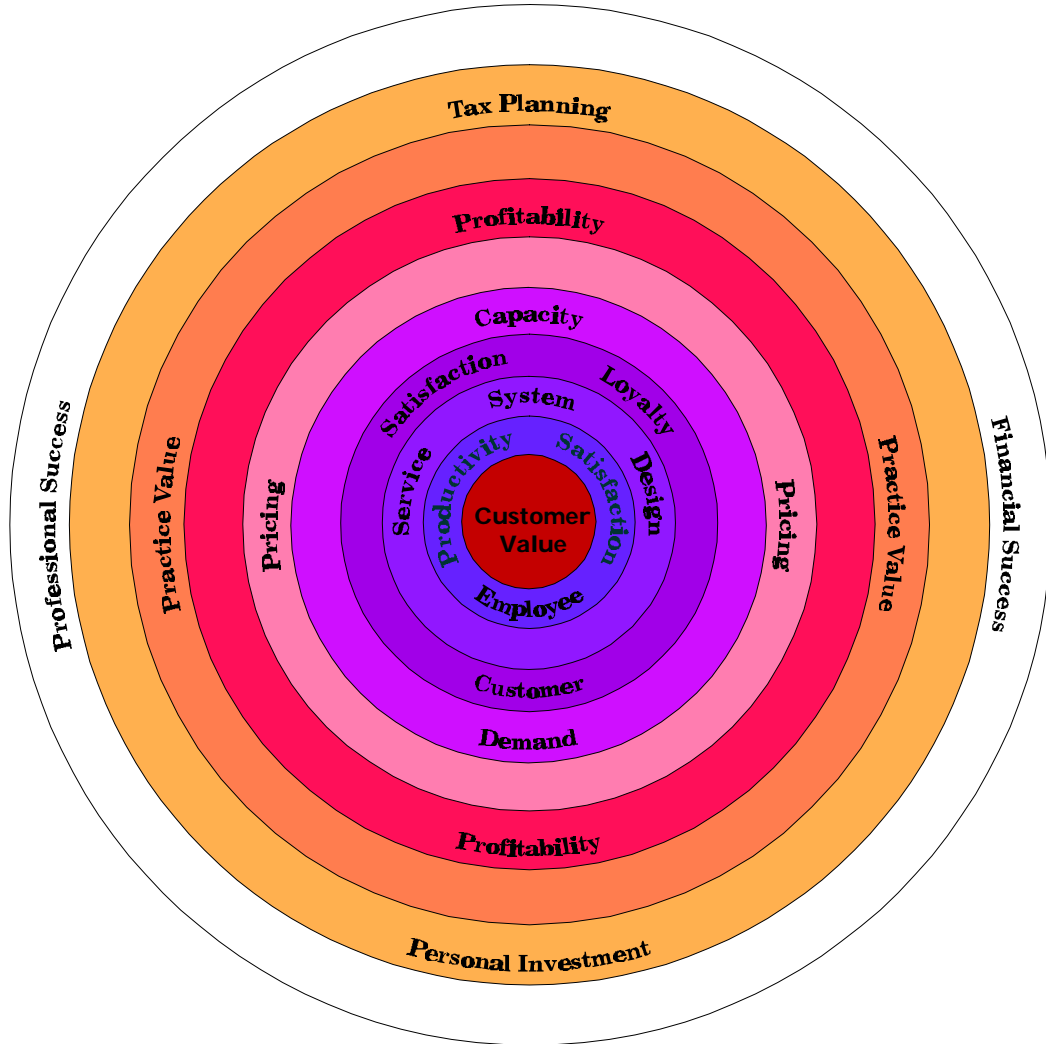 Tax Planning
Profitability
Capacity
Satisfaction
Loyalty
System
Service
Design
Productivity
Satisfaction
Customer
Value
Employee
Professional Success
Practice Value
Pricing
Pricing
Practice Value
Financial Success
Customer
Demand
Profitability
Personal Investment